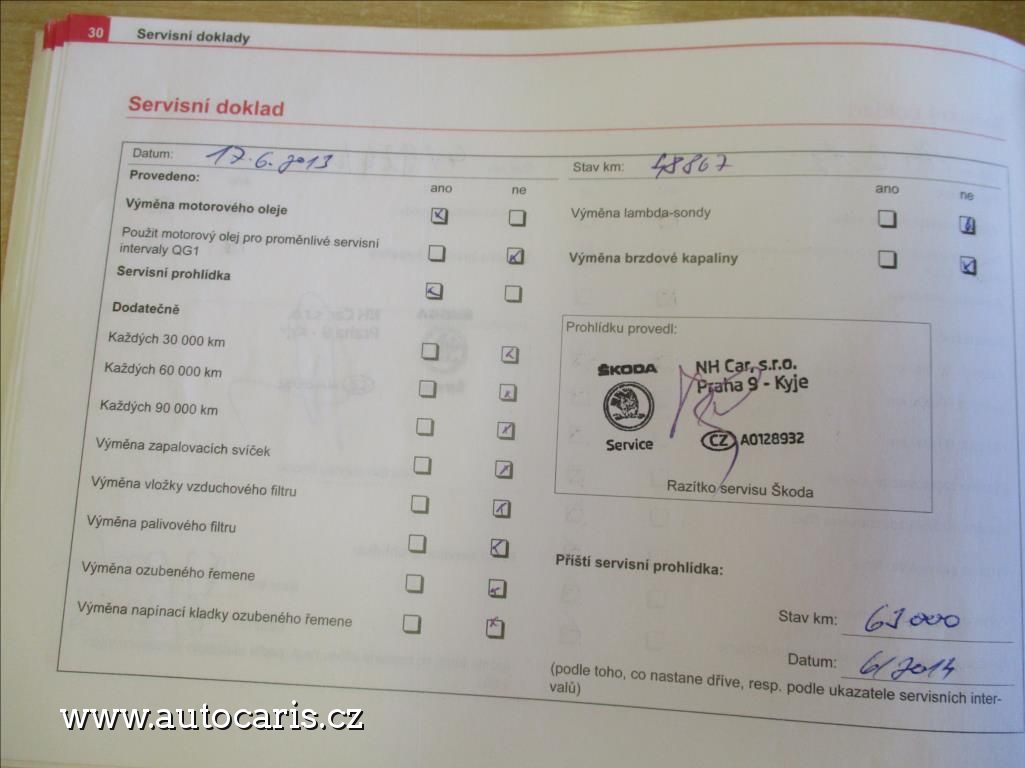 30 Servisní doklady
Servisní doklad
Datum: 17.6.2013
Stav km: 48867
Provedeno:
ano ne
ano ne
Výměna motorového oleje
Použit motorový olej pro proměnlivé servisní
intervaly QG1
Servisní prohlídka
Dodatečně
Každých 30 000 km
Každých 60 000 km
Každých 90 000 km
Výměna zapalovacích svíček
Výměna vložky vzduchového filtru
Výměna palivového filtru
Výměna ozubeného řemene
Výměna napínací kladky ozubeného řemene
Výměna lambda-sondy
Výměna brzdové kapaliny
Prohlídku provedl:
ŠKODA
Service
NH Car, s.r.o.
Praha 9 - Kyje
CZ A0128932
Razítko servisu Škoda
Příští servisní prohlídka:
Stav km: 63000
Datum: 6/2014
(podle toho, co nastane dříve, resp. podle ukazatele servisních inter-
valů)
www.autocaris.cz